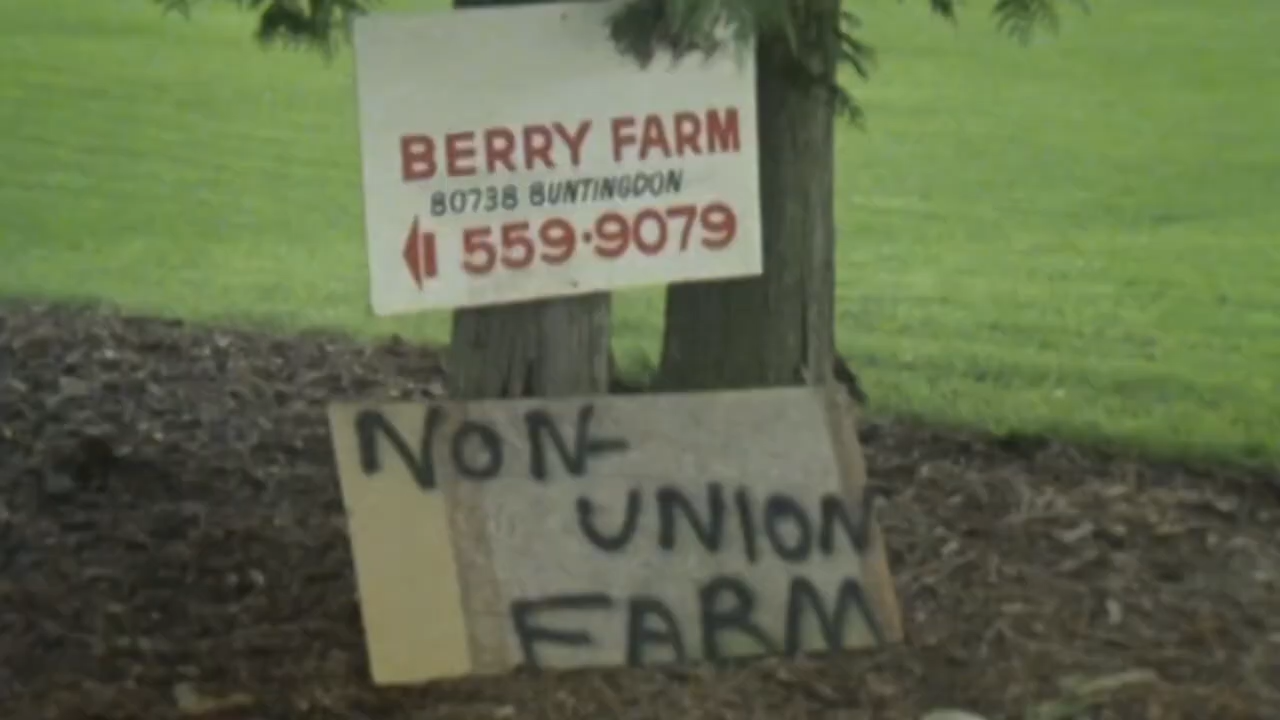 BERRY FARM
80738 BUNTINGDON
559·9079
NON-
UNION
FARM